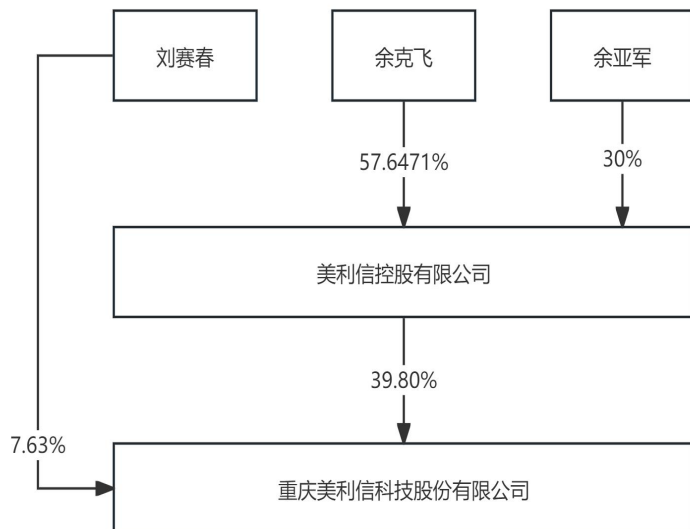 刘赛春
余克飞
余亚军
57.6471%
30%
美利信控股有限公司
39.80%
7.63%
重庆美利信科技股份有限公司